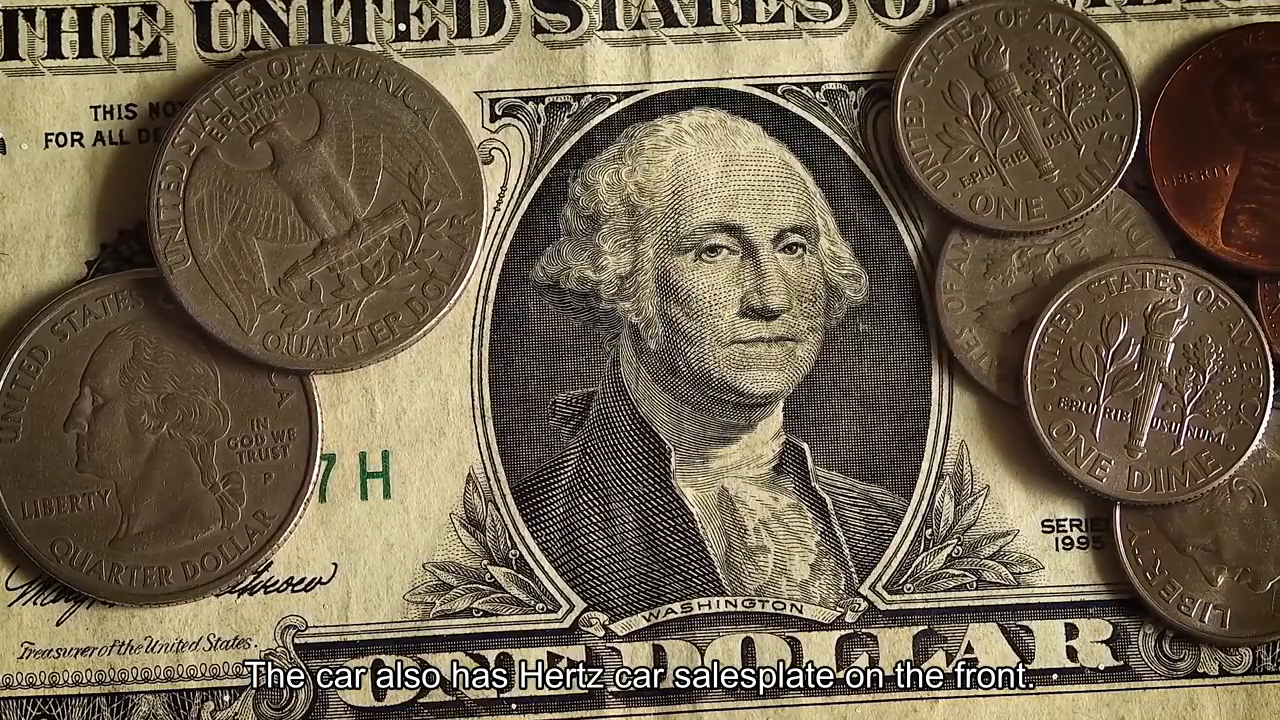 THE UNITED STATES OF
THIS NO
FOR ALL DE
UNITED STATES OF AMERICA
E PLURIBUS
UNUM
QUARTER DOLLAR
UNITED STATES
IN
GOD WE
TRUST
P
LIBERTY
QUARTER DOLLAR
7 H
Treasurer of the United States.
WASHINGTON
ONE DOLLAR
SERIE
1995
UNITED STATES OF AMERICA
E PLURIBUS UNUM
ONE DIME
LIBERTY
UNITED STATES OF AMERICA
E PLURIBUS UNUM
ONE DIME
LIBERTY
The car also has Hertz car salesplate on the front.